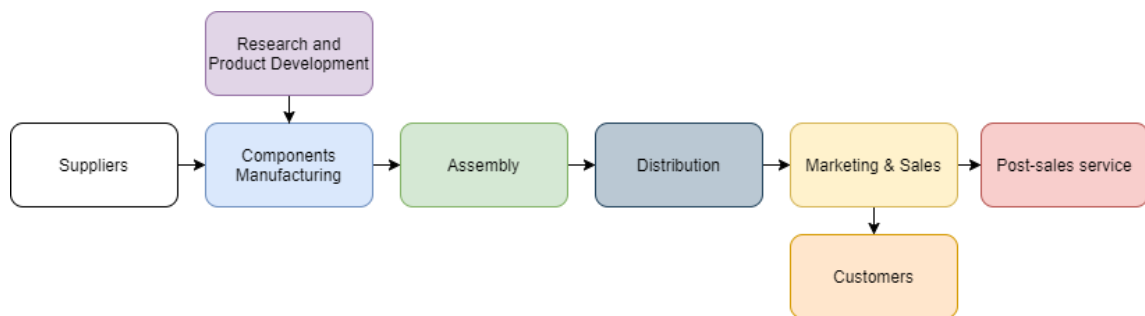 Research and
Product Development
Suppliers
Components
Manufacturing
Assembly
Distribution
Marketing & Sales
Post-sales service
Customers